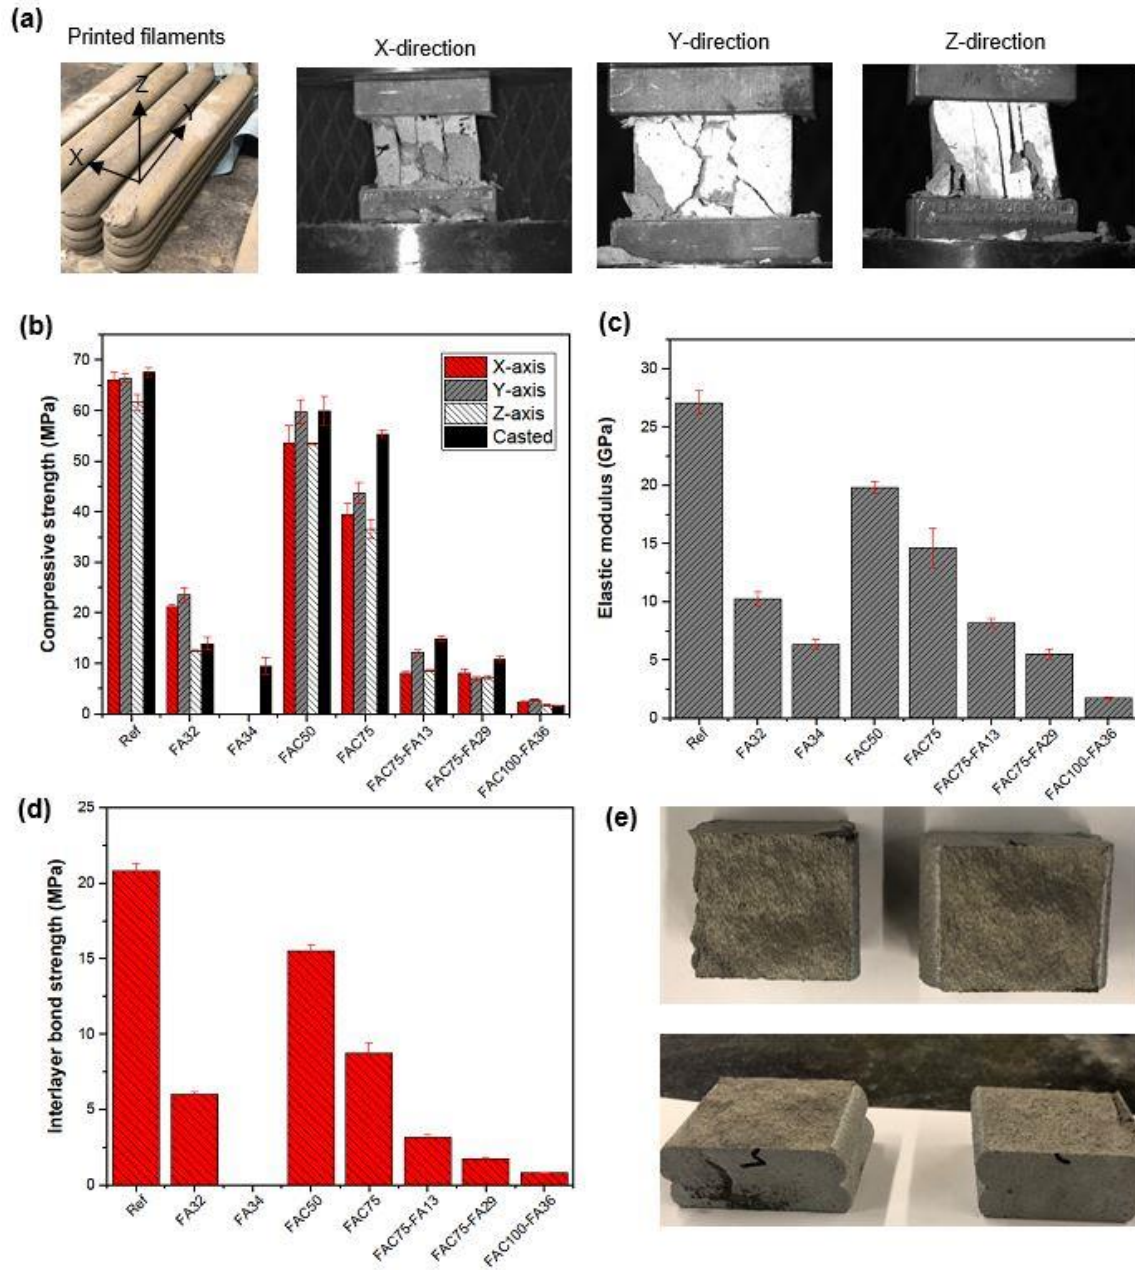 (a)
Printed filaments
X-direction
Y-direction
Z-direction
Z
Y
X
(b)
Compressive strength (MPa)
70
60
50
40
30
20
10
0
X-axis
Y-axis
Z-axis
Casted
Ref
FA32
FA34
FAC50
FAC75
FAC75-FA13
FAC75-FA29
FAC100-FA36
(c)
Elastic modulus (GPa)
30
25
20
15
10
5
0
Ref
FA32
FA34
FAC50
FAC75
FAC75-FA13
FAC75-FA29
FAC100-FA36
(d)
Interlayer bond strength (MPa)
25
20
15
10
5
0
Ref
FA32
FA34
FAC50
FAC75
FAC75-FA13
FAC75-FA29
FAC100-FA36
(e)